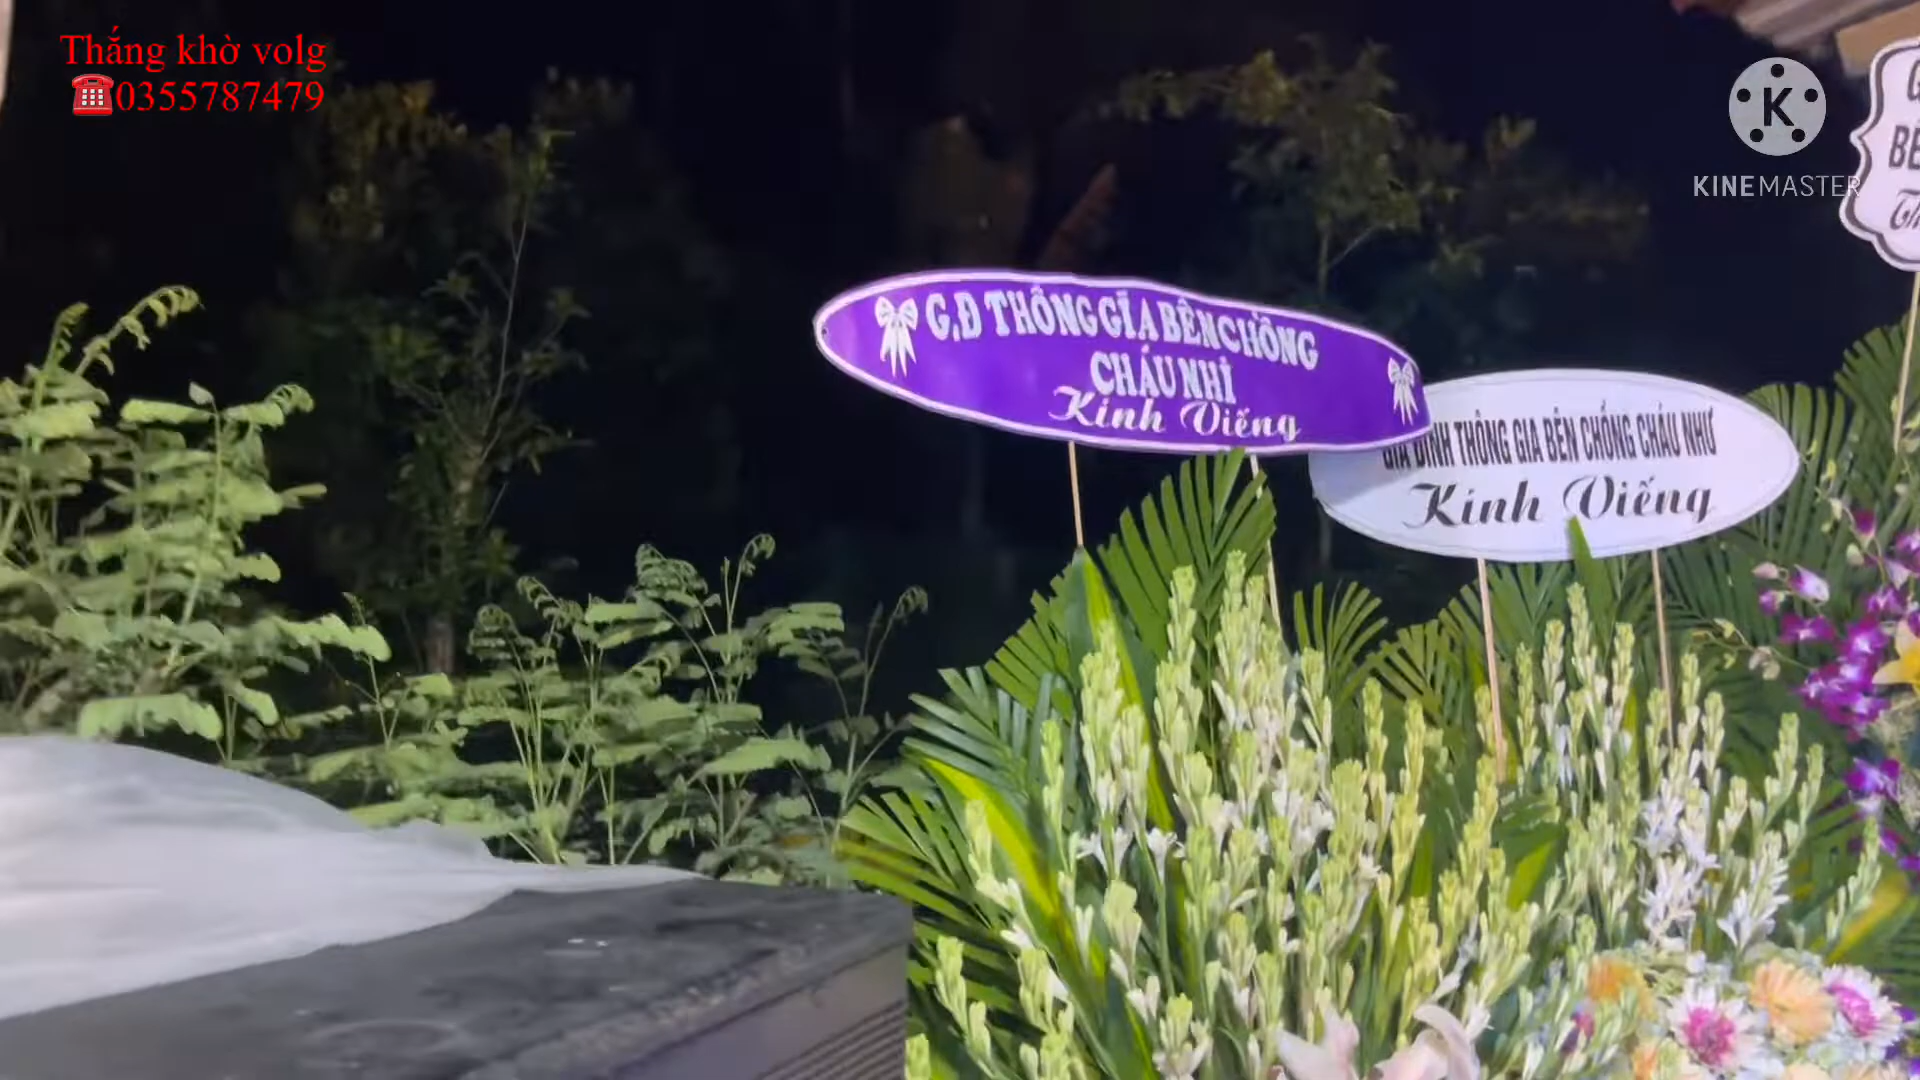 Thắng khờ volg
☎0355787479
KINEMASTER
G,Đ THÔNG GIA BÊN CHỒNG
CHÁU NHÌ
Kính Viếng
GIA ĐÌNH THÔNG GIA BÊN CHỒNG CHÁU NHƯ
Kính Viếng